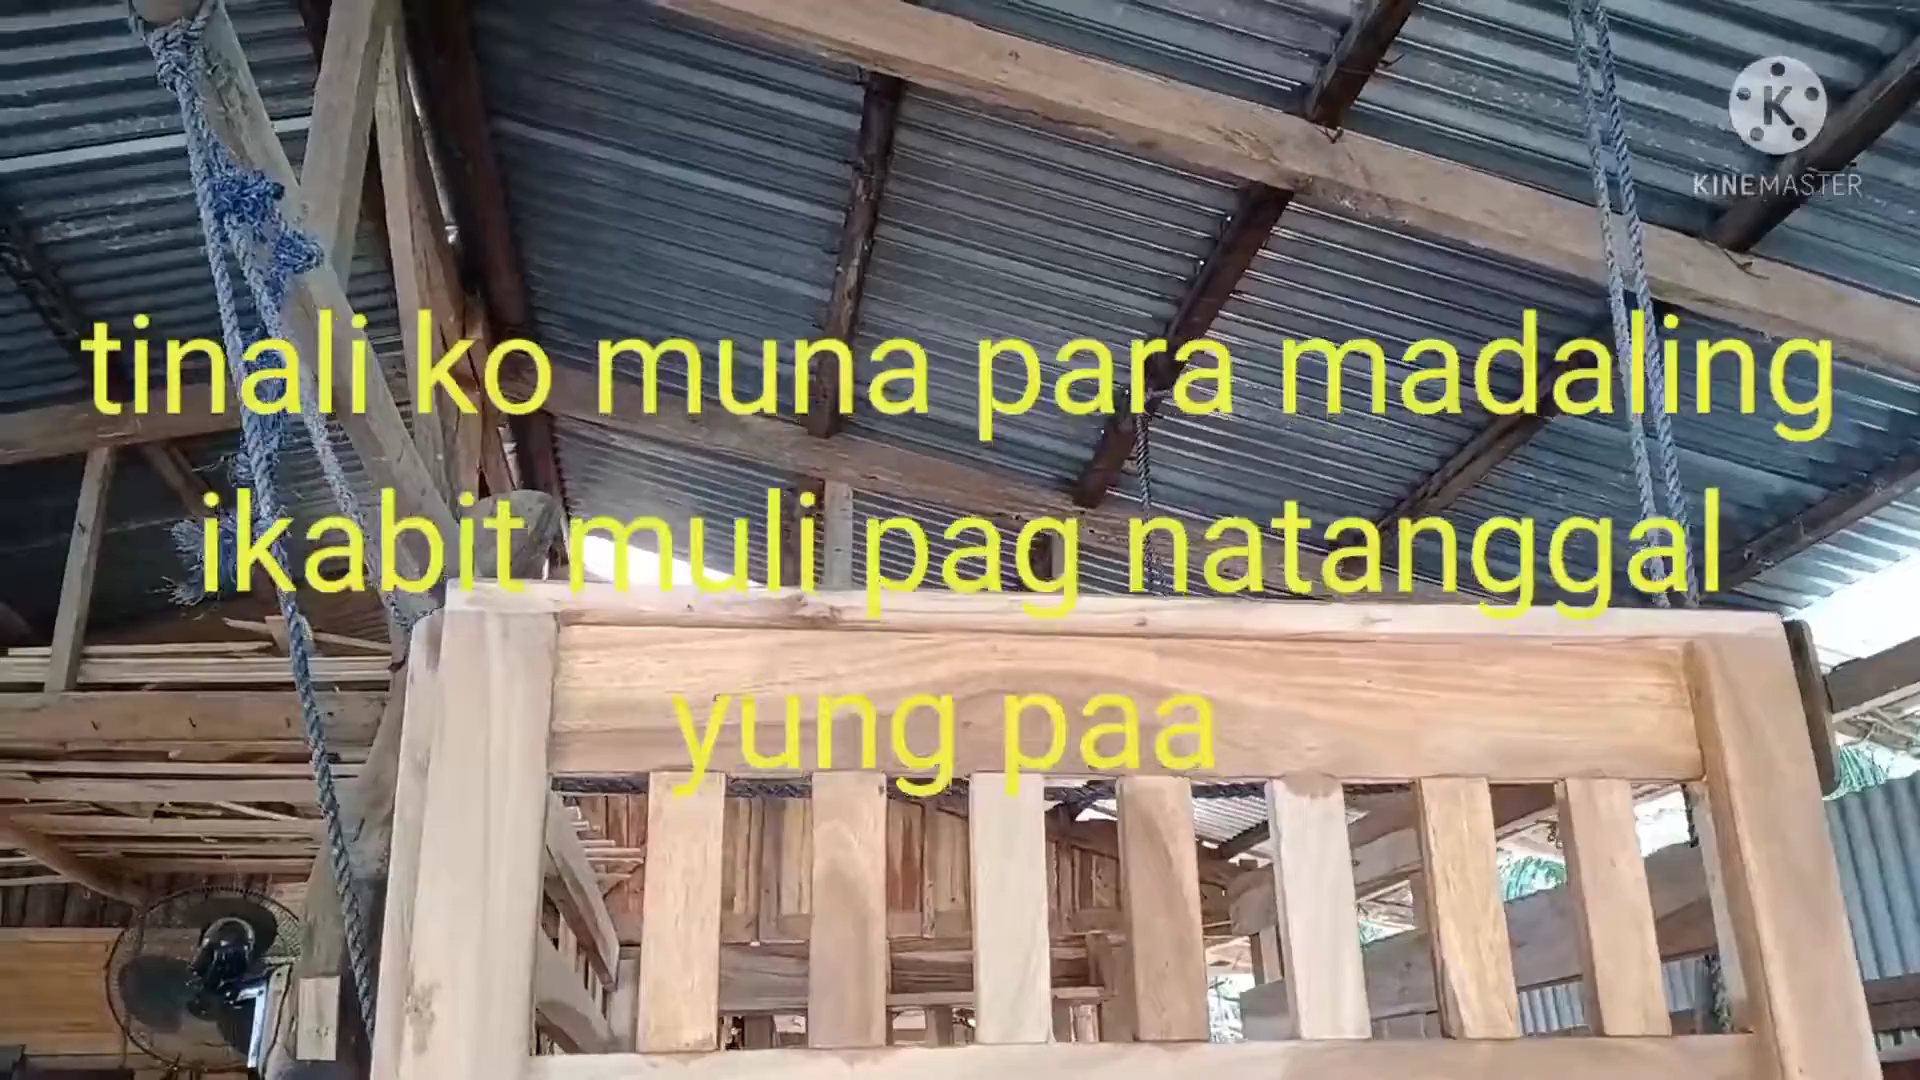 K
KINEMASTER
tinali ko muna para madaling
ikabit muli pag natanggal
yung paa